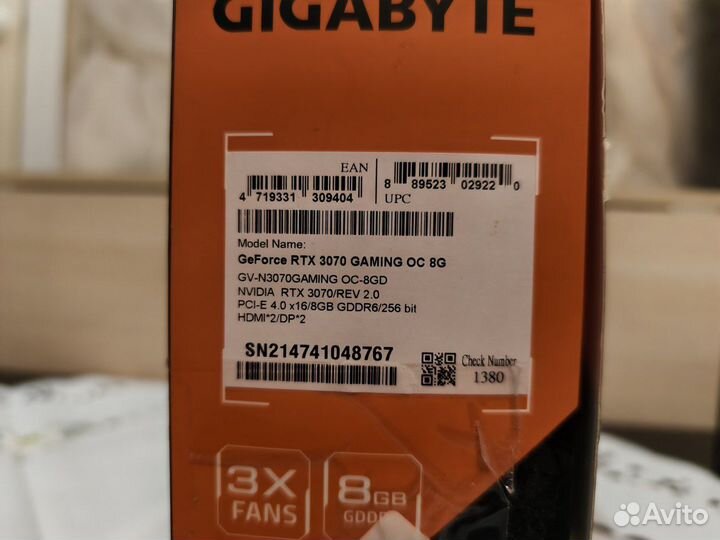 GIGABYTE
EAN
4 719331 309404
8 89523 02922 0
UPC
Model Name:
GeForce RTX 3070 GAMING OC 8G
GV-N3070GAMING OC-8GD
NVIDIA RTX 3070/REV 2.0
PCI-E 4.0 x16/8GB GDDR6/256 bit
HDMI*2/DP*2
SN214741048767
Check Number
1380
3X
FANS
8GB
Avito